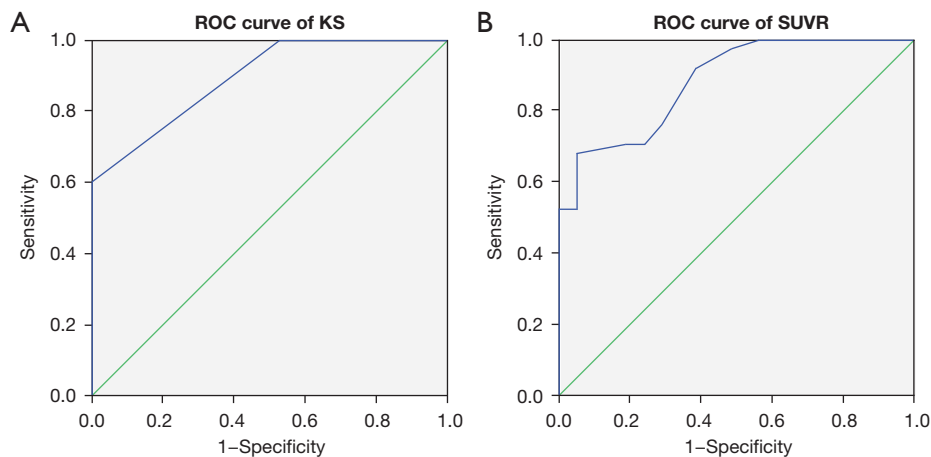 A
ROC curve of KS
1.0
0.8
0.6
0.4
0.2
0.0
Sensitivity
0.0 0.2 0.4 0.6 0.8 1.0
1–Specificity
B
ROC curve of SUVR
1.0
0.8
0.6
0.4
0.2
0.0
Sensitivity
0.0 0.2 0.4 0.6 0.8 1.0
1–Specificity